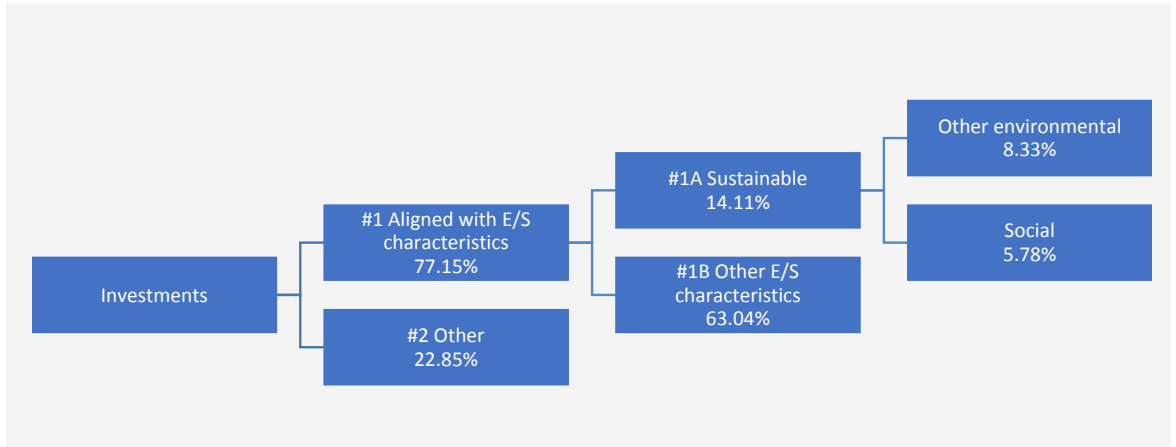 Investments
#1 Aligned with E/S
characteristics
77.15%
#2 Other
22.85%
#1A Sustainable
14.11%
#1B Other E/S
characteristics
63.04%
Other environmental
8.33%
Social
5.78%